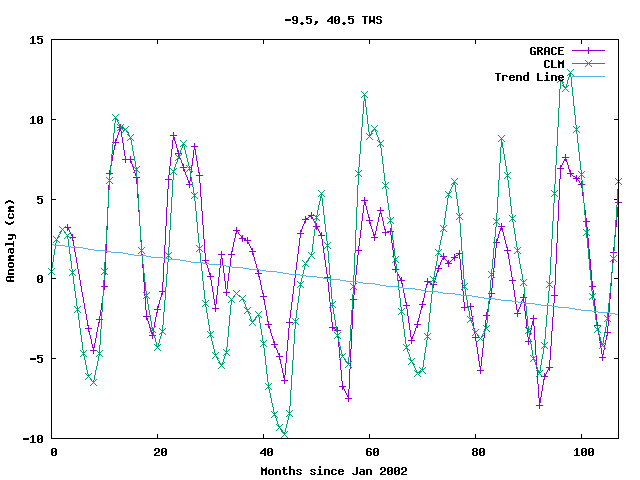 -9.5, 40.5 TWS
GRACE
CLM
Trend Line
15
10
5
0
-5
-10
Anomaly (cm)
0 20 40 60 80 100
Months since Jan 2002